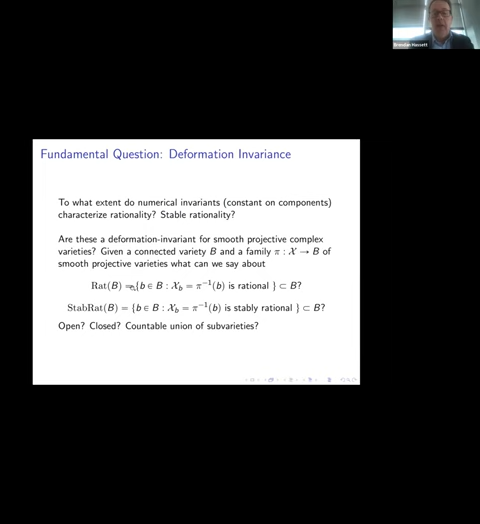 Brendan Hassett
Fundamental Question: Deformation Invariance
To what extent do numerical invariants (constant on components)
characterize rationality? Stable rationality?
Are these a deformation-invariant for smooth projective complex
varieties? Given a connected variety B and a family π : 𝒳 → B of
smooth projective varieties what can we say about
Rat(B) = {b ∈ B : 𝒳_b = π⁻¹(b) is rational } ⊂ B?
StabRat(B) = {b ∈ B : 𝒳_b = π⁻¹(b) is stably rational } ⊂ B?
Open? Closed? Countable union of subvarieties?